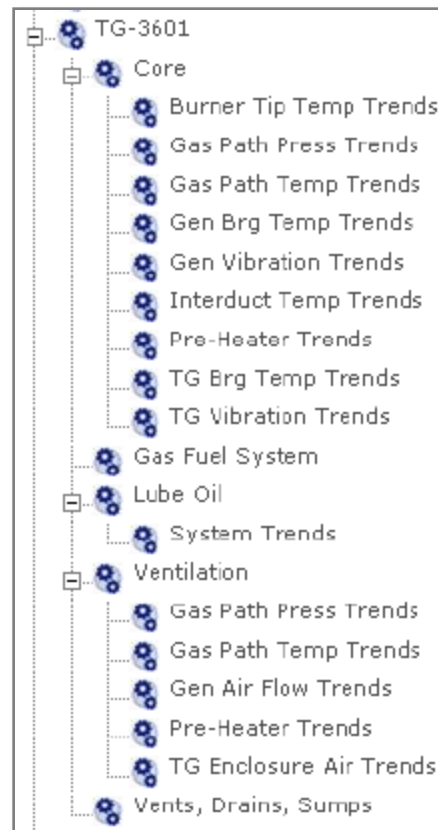 TG-3601
Core
Burner Tip Temp Trends
Gas Path Press Trends
Gas Path Temp Trends
Gen Brg Temp Trends
Gen Vibration Trends
Interduct Temp Trends
Pre-Heater Trends
TG Brg Temp Trends
TG Vibration Trends
Gas Fuel System
Lube Oil
System Trends
Ventilation
Gas Path Press Trends
Gas Path Temp Trends
Gen Air Flow Trends
Pre-Heater Trends
TG Enclosure Air Trends
Vents, Drains, Sumps